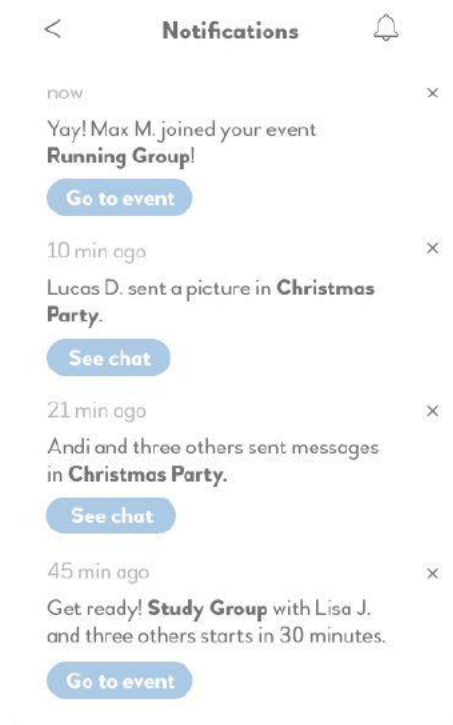 Notifications
now
Yay! Max M. joined your event
Running Group!
Go to event
10 min ago
Lucas D. sent a picture in Christmas
Party.
See chat
21 min ago
Andi and three others sent messages
in Christmas Party.
See chat
45 min ago
Get ready! Study Group with Lisa J.
and three others starts in 30 minutes.
Go to event